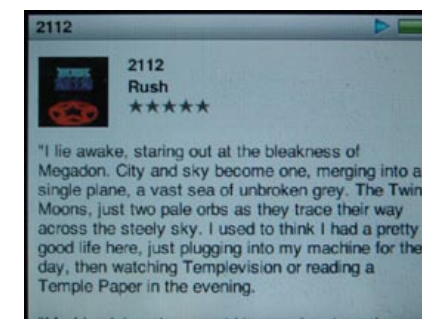 2112
2112
Rush
★★★★★
"I lie awake, staring out at the bleakness of
Megadon. City and sky become one, merging into a
single plane, a vast sea of unbroken grey. The Twin
Moons, just two pale orbs as they trace their way
across the steely sky. I used to think I had a pretty
good life here, just plugging into my machine for the
day, then watching Templevision or reading a
Temple Paper in the evening.